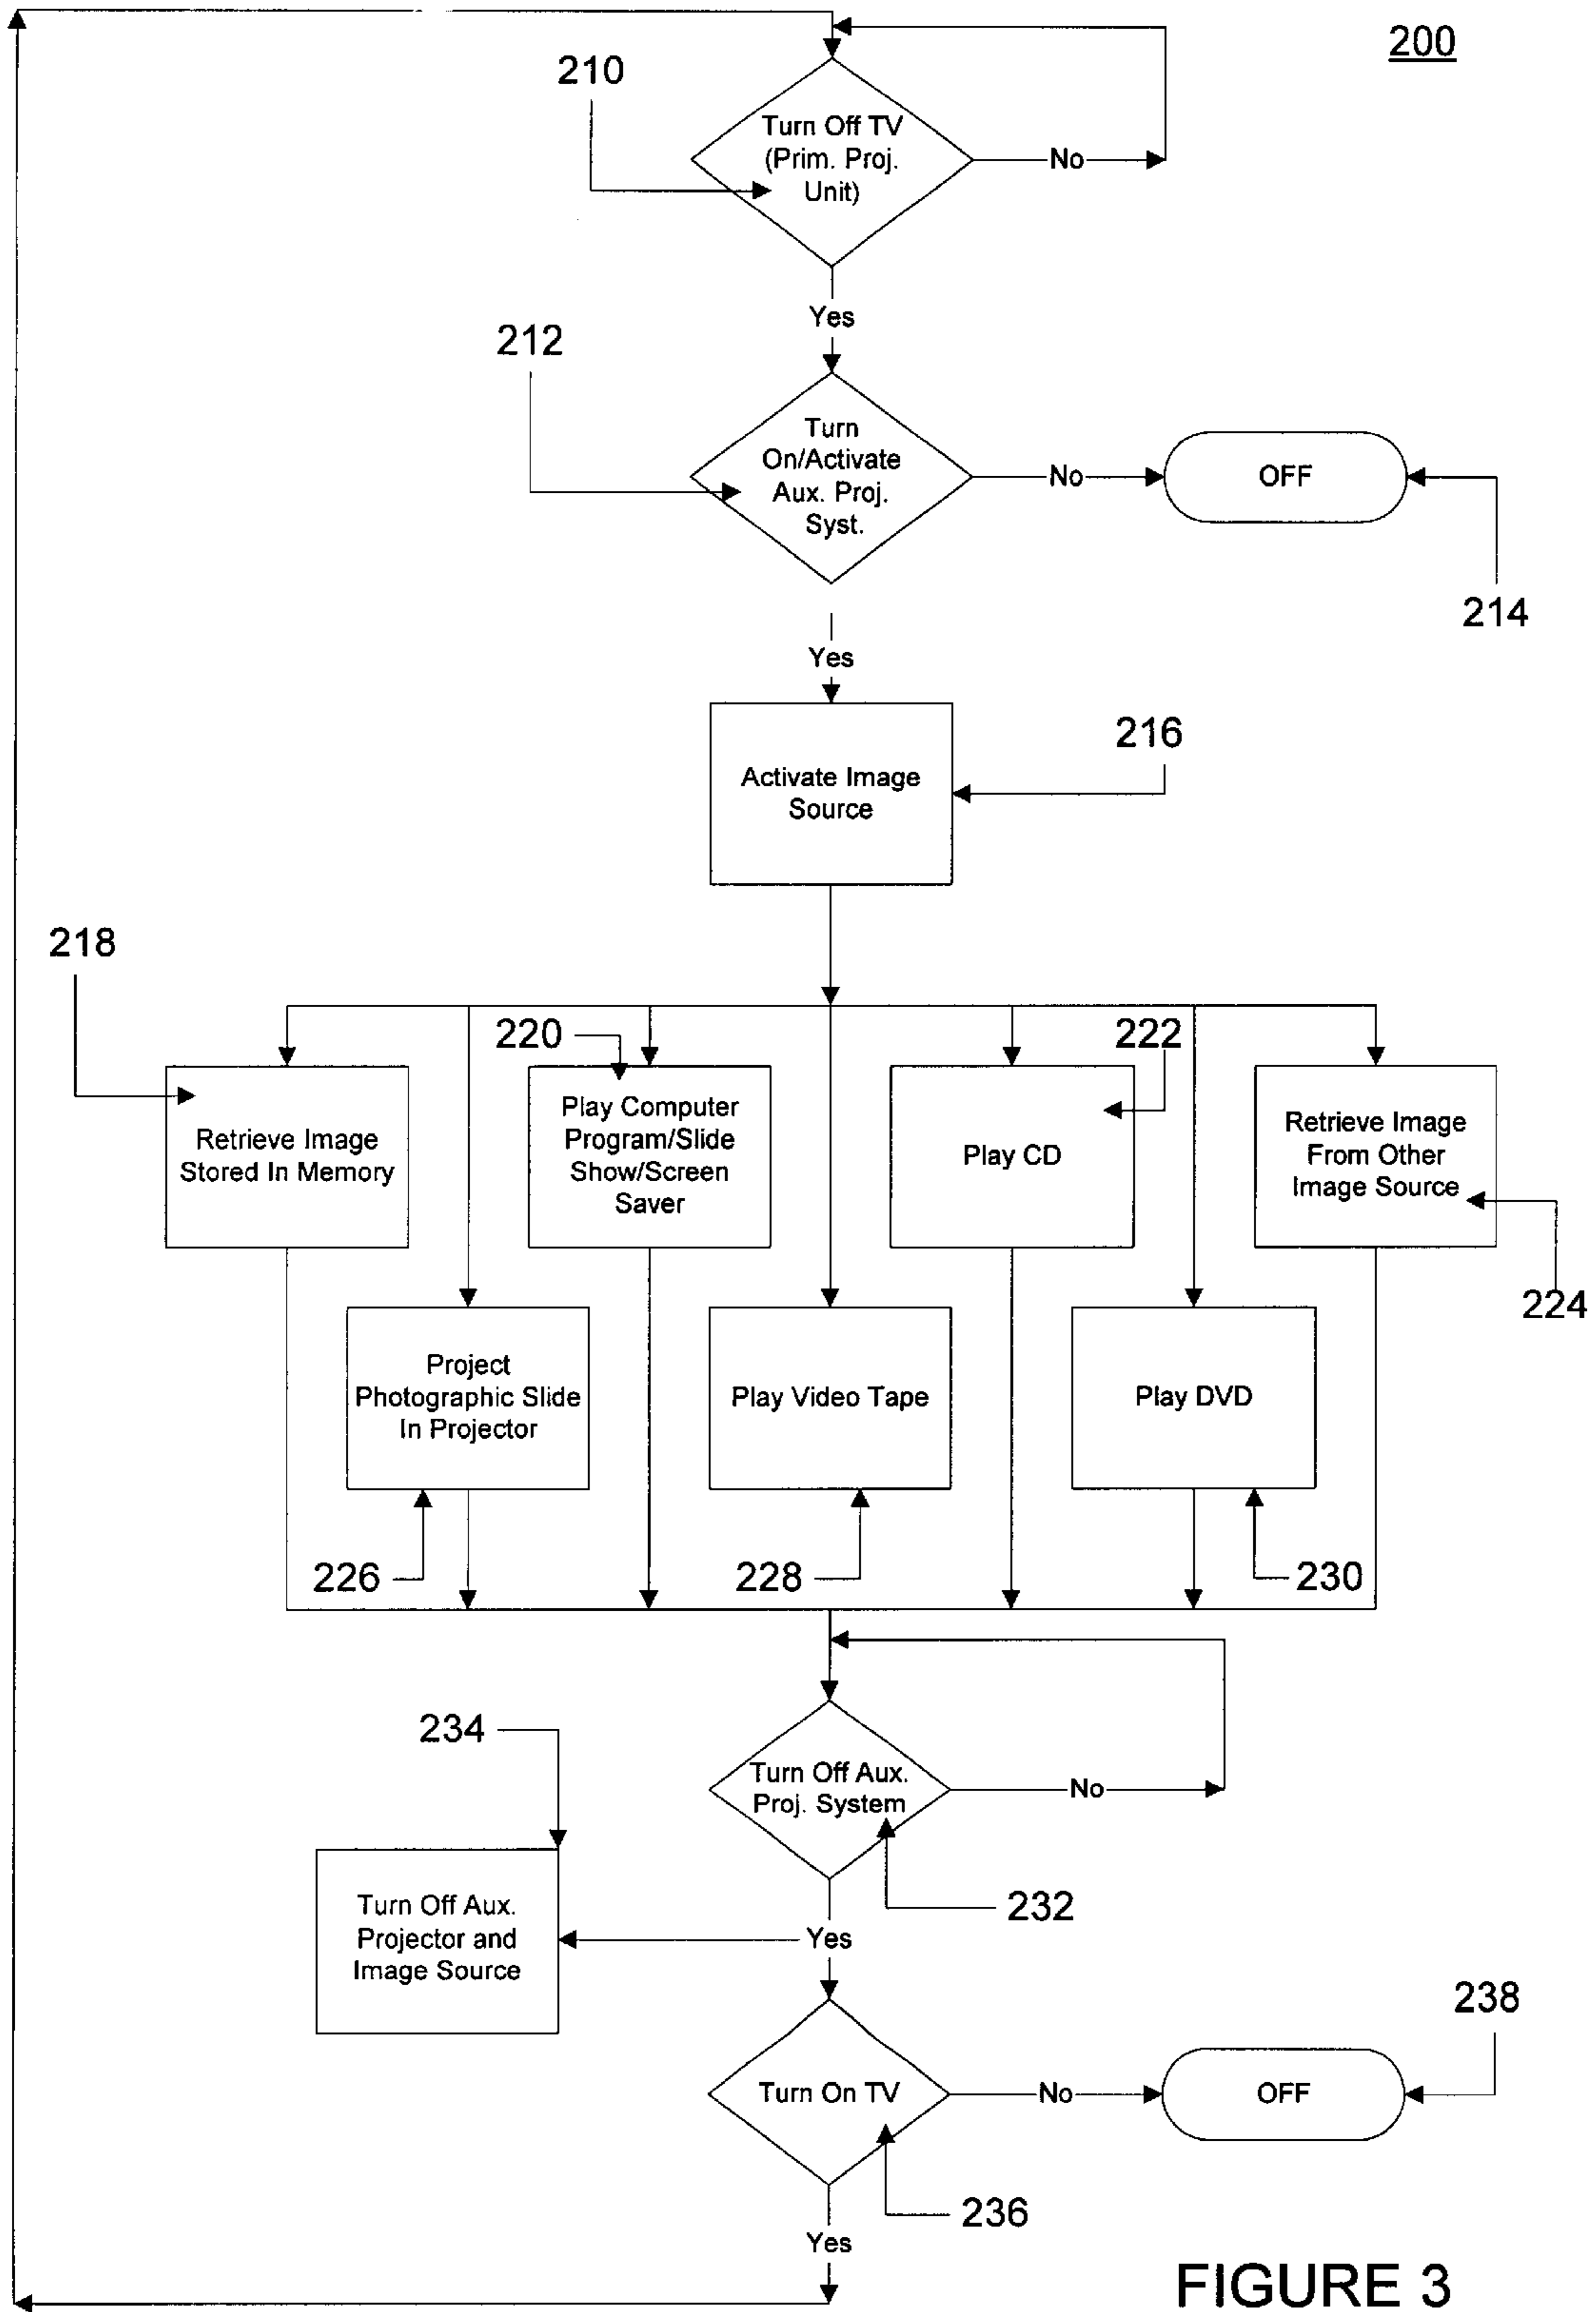 200
210
Turn Off TV
(Prim. Proj.
Unit)
No
Yes
212
Turn
On/Activate
Aux. Proj.
Syst.
No
OFF
214
Yes
216
Activate Image
Source
218
220
222
Retrieve Image
Stored In Memory
Play Computer
Program/Slide
Show/Screen
Saver
Play CD
Retrieve Image
From Other
Image Source
224
Project
Photographic Slide
In Projector
Play Video Tape
Play DVD
226
228
230
234
Turn Off Aux.
Proj. System
No
232
Turn Off Aux.
Projector and
Image Source
Yes
238
Turn On TV
No
OFF
236
Yes
FIGURE 3